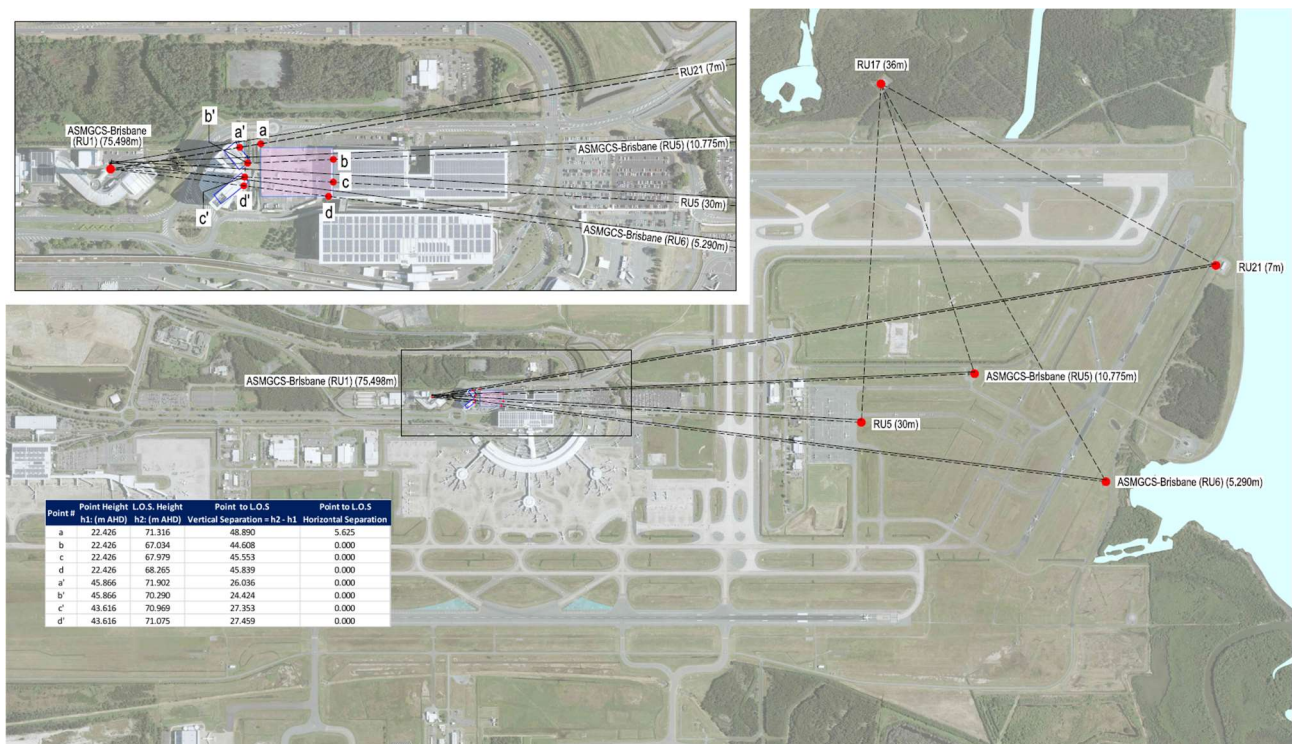 ASMGCS-Brisbane
(RU1) (75,498m)
b'
a'
a
b
c
d
c'
d'
RU21 (7m)
ASMGCS-Brisbane (RU5) (10.775m)
RU5 (30m)
ASMGCS-Brisbane (RU6) (5.290m)
RU17 (36m)
RU21 (7m)
ASMGCS-Brisbane (RU1) (75,498m)
ASMGCS-Brisbane (RU5) (10,775m)
RU5 (30m)
ASMGCS-Brisbane (RU6) (5,290m)
Point # Point Height h1: (m AHD) L.O.S. Height h2: (m AHD) Point to L.O.S Vertical Separation = h2 - h1 Point to L.O.S Horizontal Separation
a 22.426 71.316 48.890 5.625
b 22.426 67.034 44.608 0.000
c 22.426 67.979 45.553 0.000
d 22.426 68.265 45.839 0.000
a' 45.866 71.902 26.036 0.000
b' 45.866 70.290 24.424 0.000
c' 43.616 70.969 27.353 0.000
d' 43.616 71.075 27.459 0.000